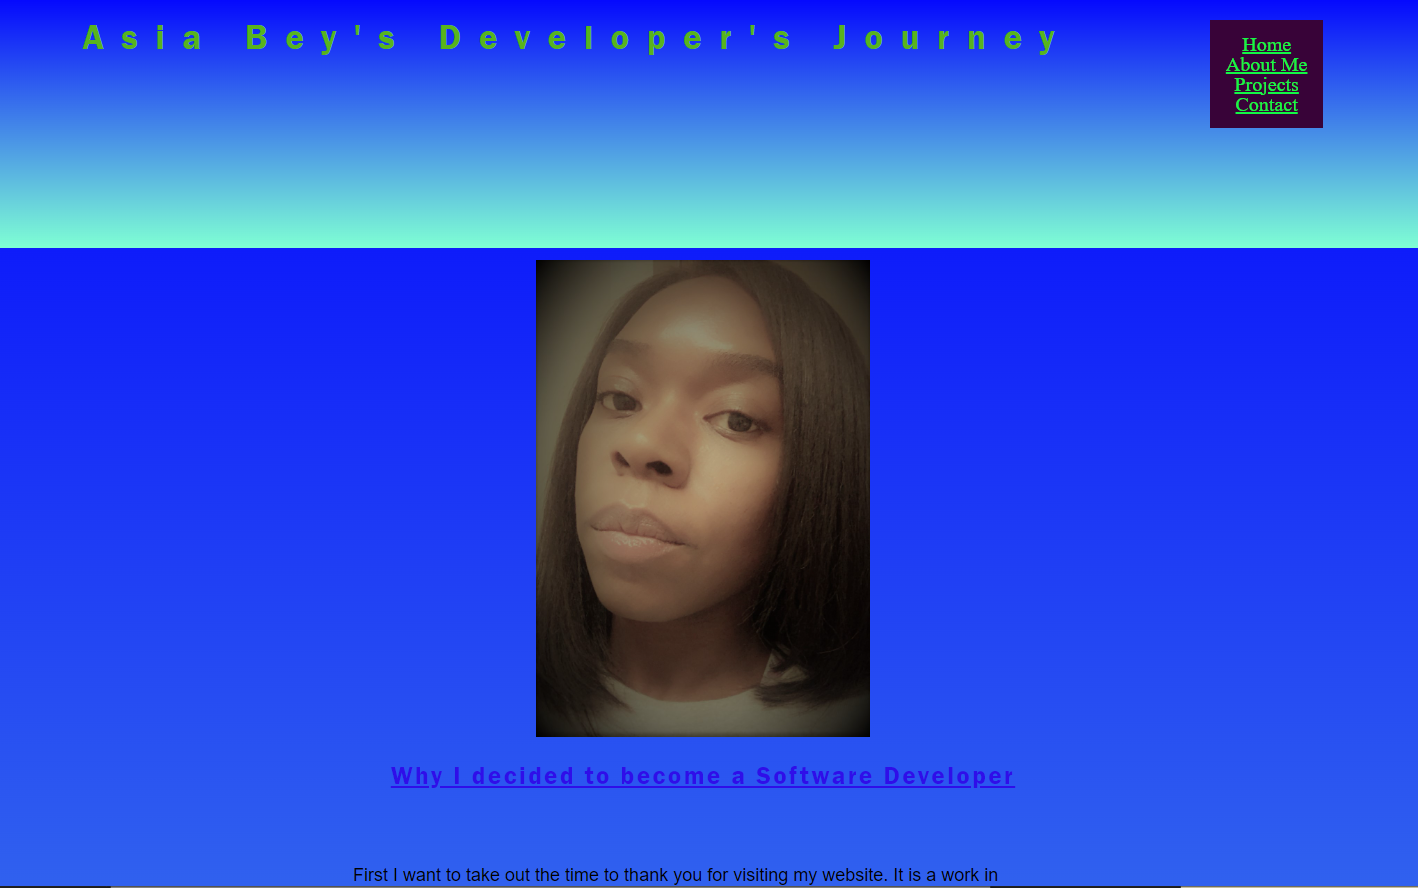 Asia Bey's Developer's Journey
Home
About Me
Projects
Contact
Why I decided to become a Software Developer
First I want to take out the time to thank you for visiting my website. It is a work in